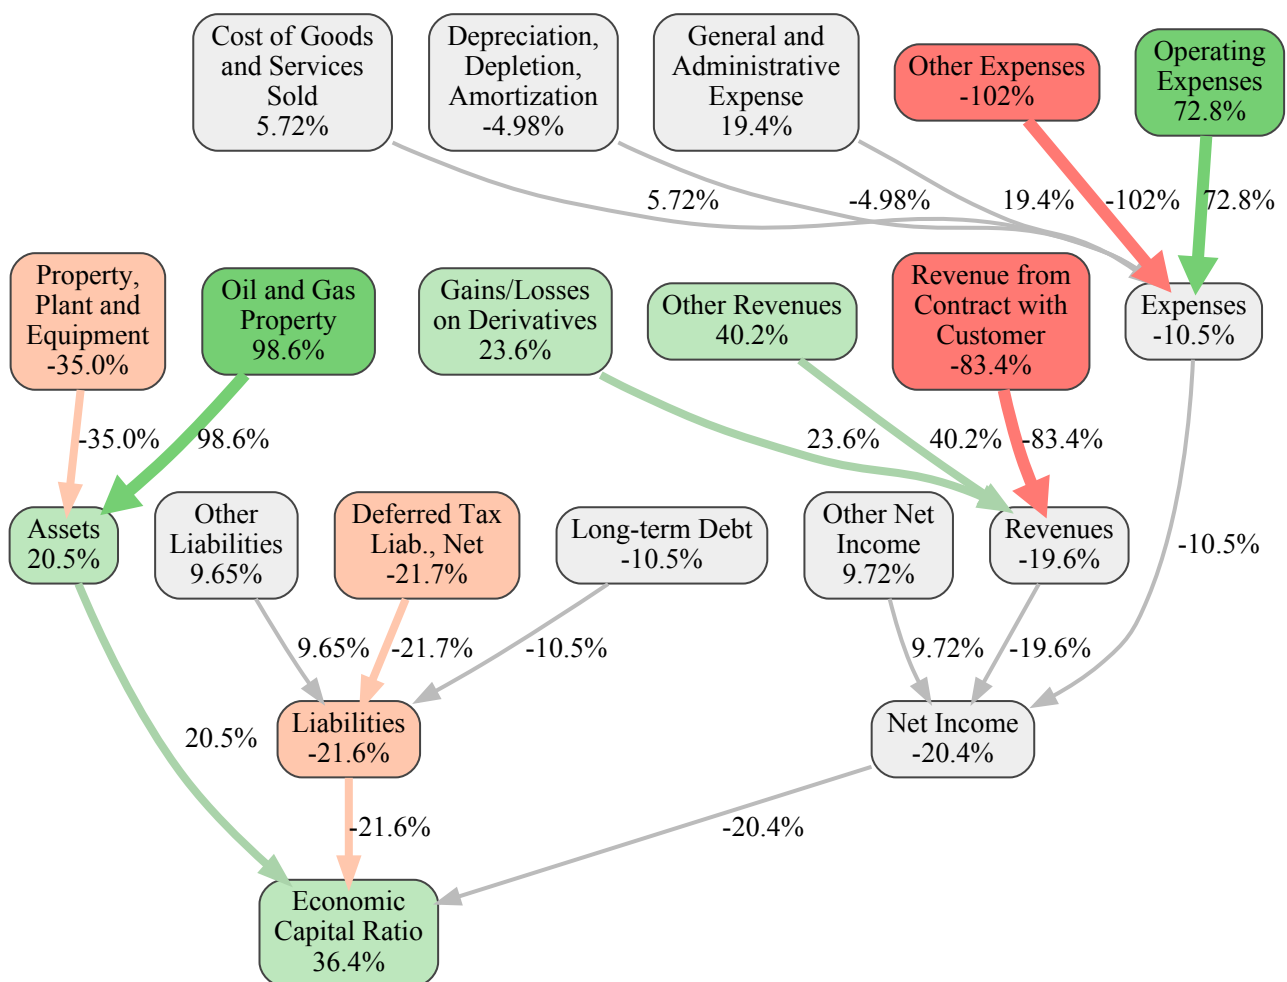 Cost of Goods
and Services
Sold
5.72%
Depreciation,
Depletion,
Amortization
-4.98%
General and
Administrative
Expense
19.4%
Other Expenses
-102%
Operating
Expenses
72.8%
5.72%
-4.98%
19.4%
-102%
72.8%
Property,
Plant and
Equipment
-35.0%
Oil and Gas
Property
98.6%
Gains/Losses
on Derivatives
23.6%
Other Revenues
40.2%
Revenue from
Contract with
Customer
-83.4%
Expenses
-10.5%
-35.0%
98.6%
23.6%
40.2%
-83.4%
-10.5%
Assets
20.5%
Other
Liabilities
9.65%
Deferred Tax
Liab., Net
-21.7%
Long-term Debt
-10.5%
Other Net
Income
9.72%
Revenues
-19.6%
9.65%
-21.7%
-10.5%
9.72%
-19.6%
20.5%
Liabilities
-21.6%
Net Income
-20.4%
-21.6%
-20.4%
Economic
Capital Ratio
36.4%